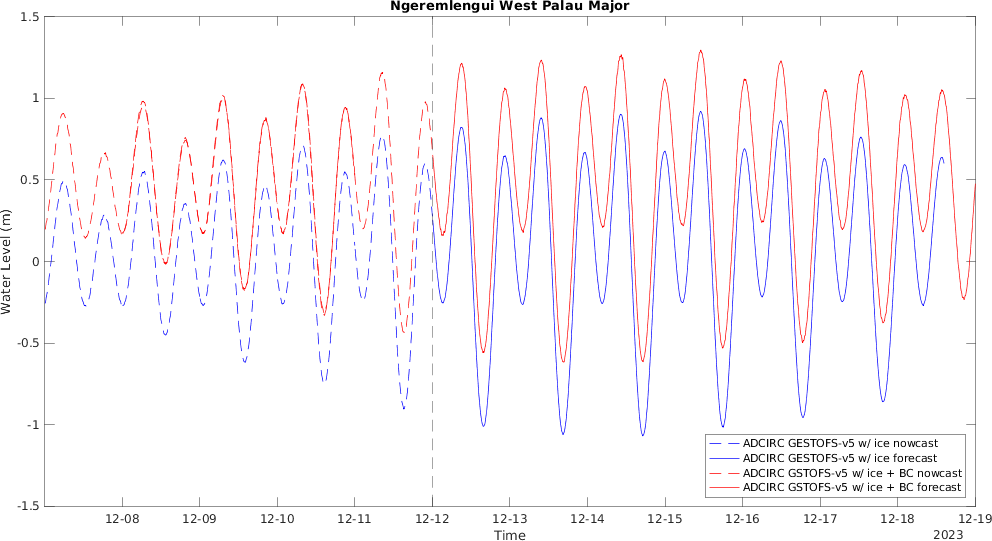 Ngeremlengui West Palau Major
1.5
1
0.5
0
-0.5
-1
-1.5
Water Level (m)
ADCIRC GESTOFS-v5 w/ ice nowcast
ADCIRC GESTOFS-v5 w/ ice forecast
ADCIRC GSTOFS-v5 w/ ice + BC nowcast
ADCIRC GSTOFS-v5 w/ ice + BC forecast
12-08 12-09 12-10 12-11 12-12 12-13 12-14 12-15 12-16 12-17 12-18 12-19
Time
2023